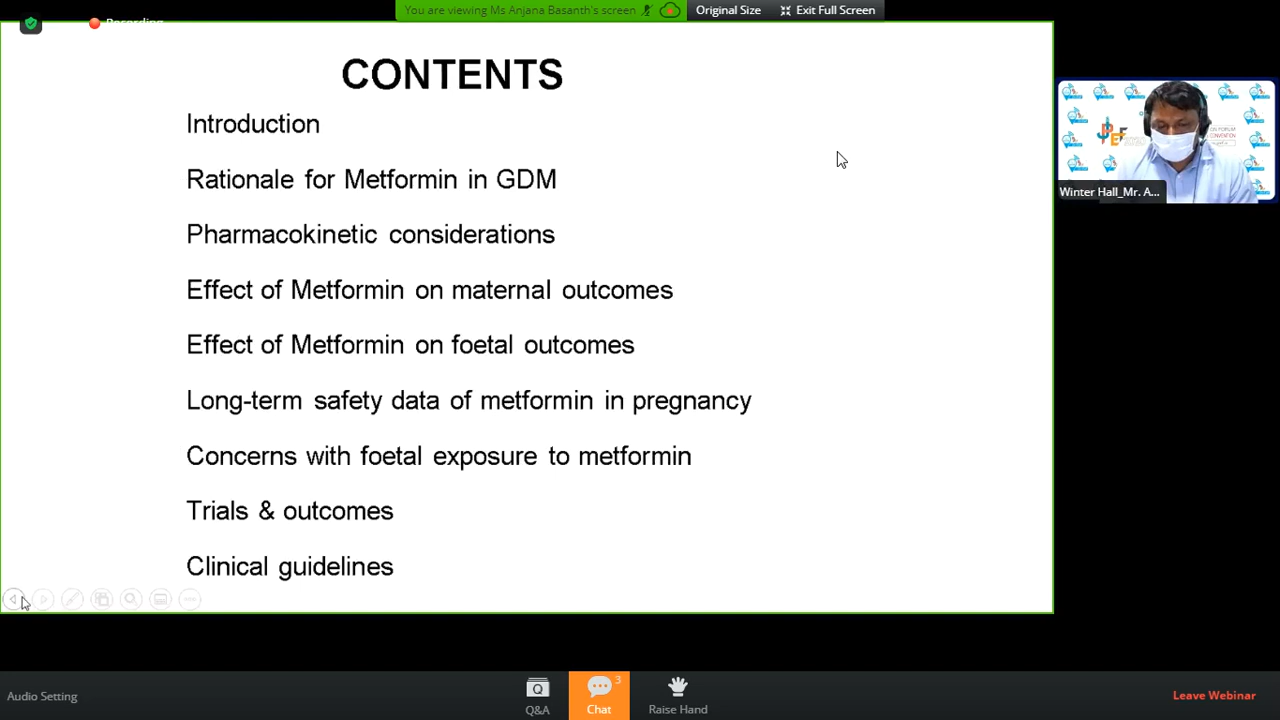 You are viewing Ms Anjana Basanth's screen
Original Size
Exit Full Screen
Recording
CONTENTS
Introduction
Rationale for Metformin in GDM
Pharmacokinetic considerations
Effect of Metformin on maternal outcomes
Effect of Metformin on foetal outcomes
Long-term safety data of metformin in pregnancy
Concerns with foetal exposure to metformin
Trials & outcomes
Clinical guidelines
Winter Hall_Mr. A...
Audio Setting
Q&A
3
Chat
Raise Hand
Leave Webinar